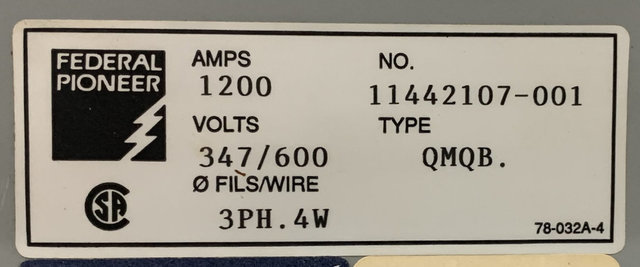 FEDERAL
PIONEER
AMPS
1200
NO.
11442107-001
VOLTS
347/600
TYPE
QMQB.
Ø FILS/WIRE
3PH.4W
CSA
78-032A-4